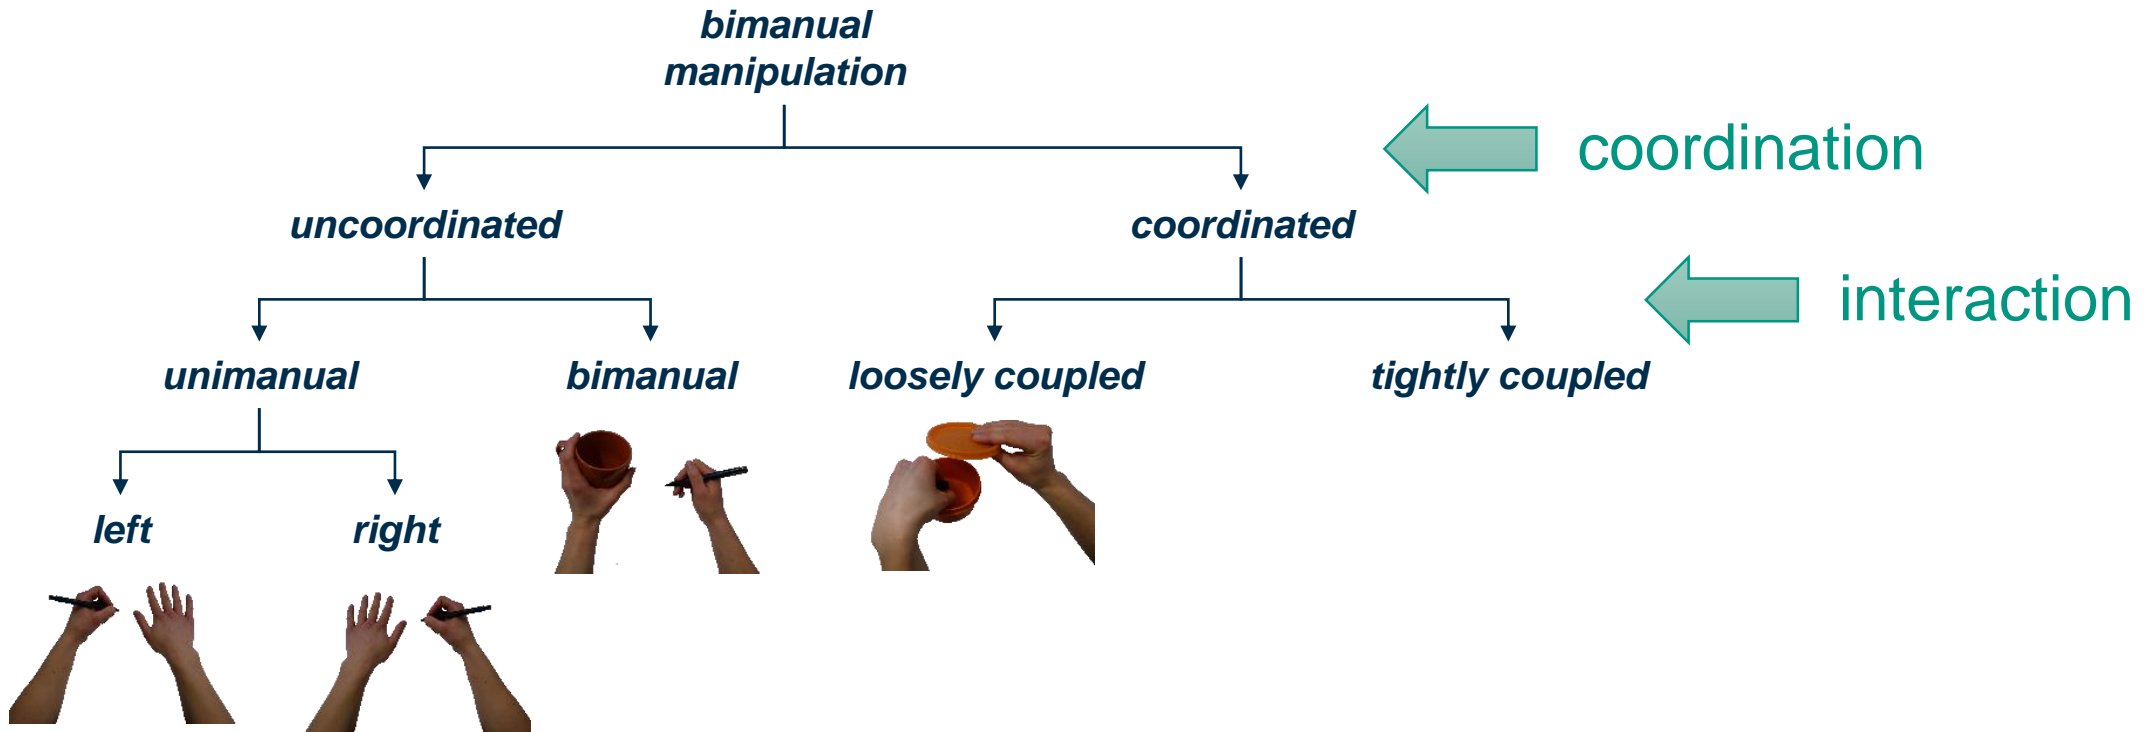 bimanual
manipulation
coordination
uncoordinated
coordinated
interaction
unimanual
bimanual
loosely coupled
tightly coupled
left
right